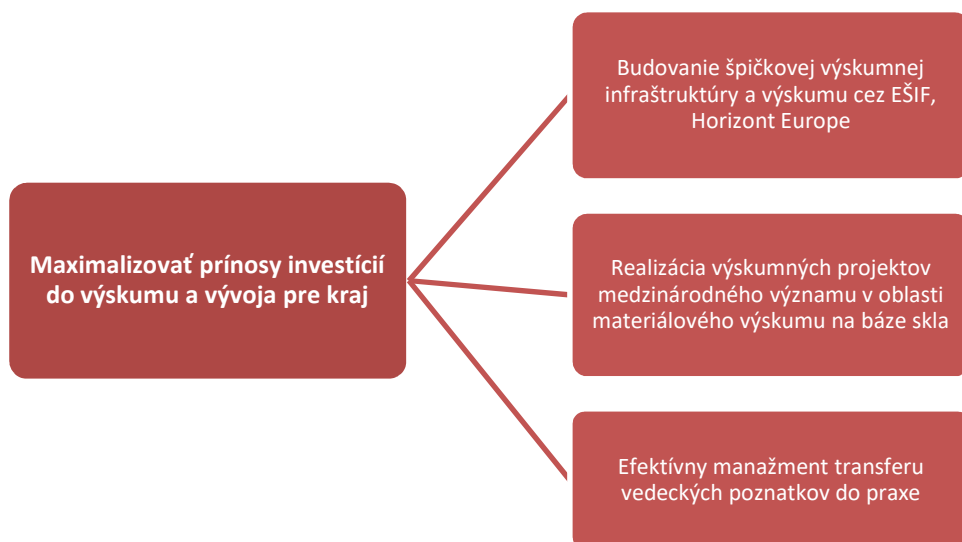 Budovanie špičkovej výskumnej
infraštruktúry a výskumu cez EŠIF,
Horizont Europe
Maximalizovať prínosy investícií
do výskumu a vývoja pre kraj
Realizácia výskumných projektov
medzinárodného významu v oblasti
materiálového výskumu na báze skla
Efektívny manažment transferu
vedeckých poznatkov do praxe